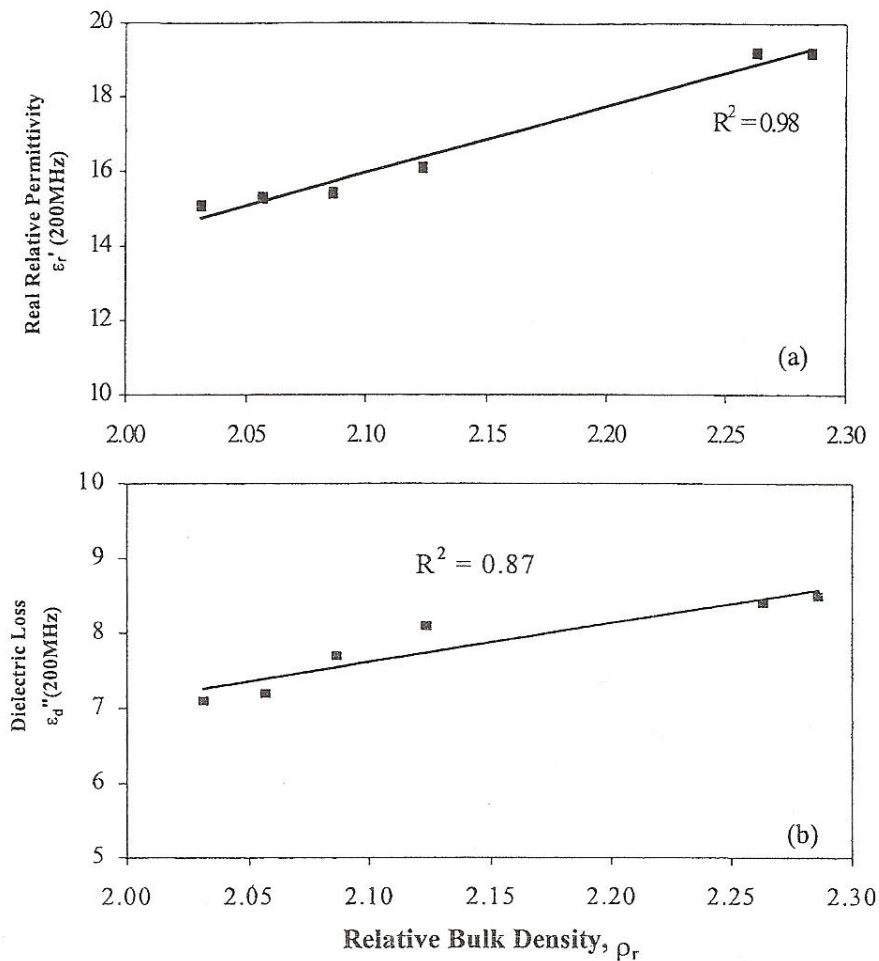 20
18
16
14
12
10
Real Relative Permittivity
εr' (200MHz)
R² = 0.98
(a)
2.00 2.05 2.10 2.15 2.20 2.25 2.30
10
9
8
7
6
5
Dielectric Loss
εd"(200MHz)
R² = 0.87
(b)
2.00 2.05 2.10 2.15 2.20 2.25 2.30
Relative Bulk Density, ρr